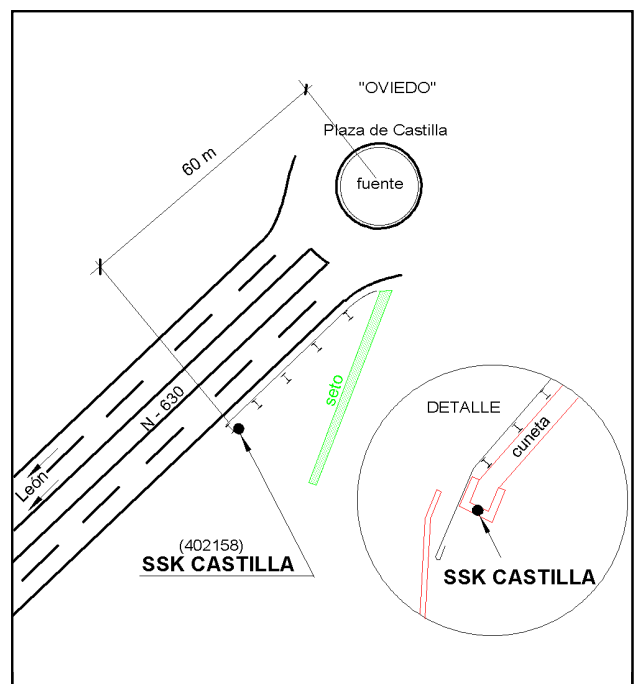 "OVIEDO"
Plaza de Castilla
60 m
fuente
seto
N - 630
DETALLE
cuneta
León
(402158)
SSK CASTILLA
SSK CASTILLA